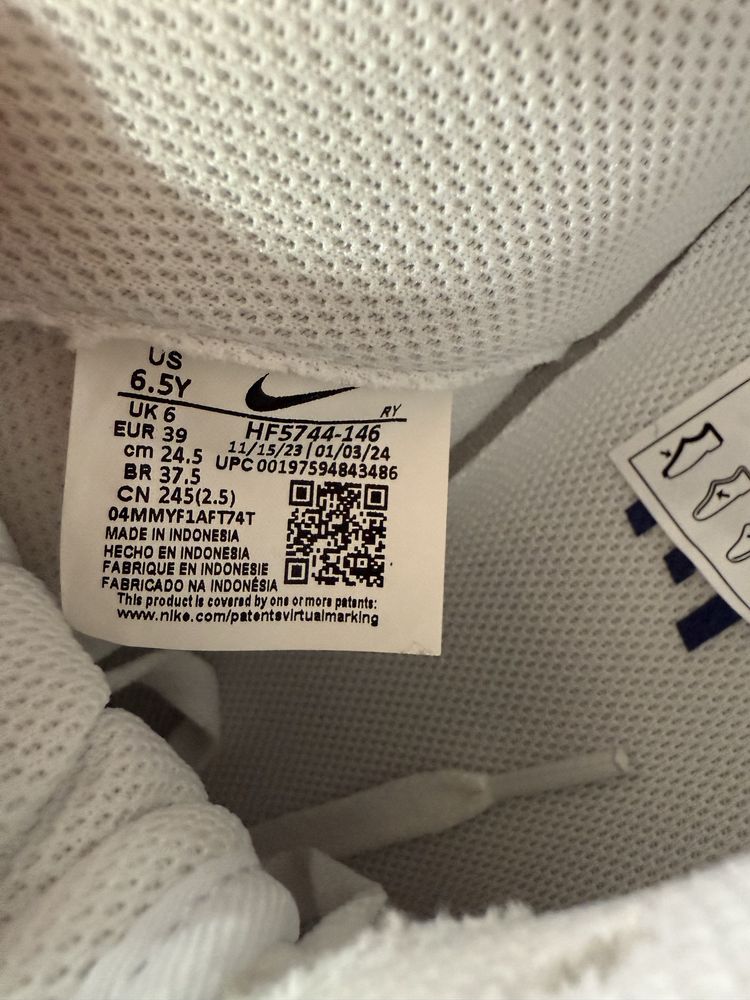 US
6.5Y
UK 6
EUR 39
cm 24.5
BR 37.5
CN 245(2.5)
RY
HF5744-146
11/15/23 | 01/03/24
UPC 00197594843486
04MMYF1AFT74T
MADE IN INDONESIA
HECHO EN INDONESIA
FABRIQUE EN INDONESIE
FABRICADO NA INDONÉSIA
This product is covered by one or more patents:
www.nike.com/patentsvirtualmarking